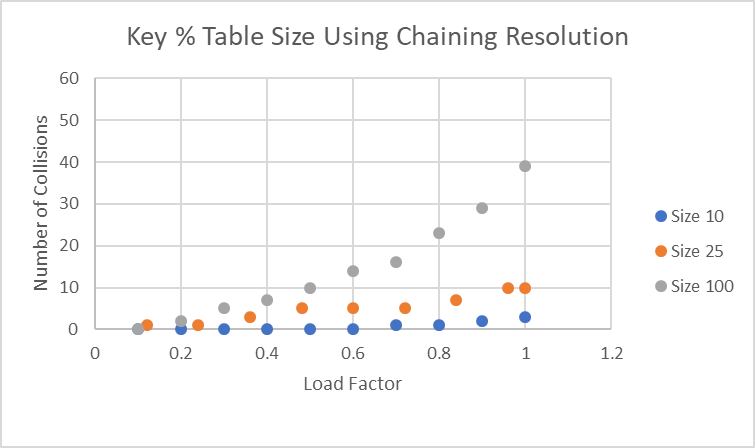 Key % Table Size Using Chaining Resolution
Number of Collisions
60
50
40
30
20
10
0
0 0.2 0.4 0.6 0.8 1 1.2
Load Factor
Size 10
Size 25
Size 100